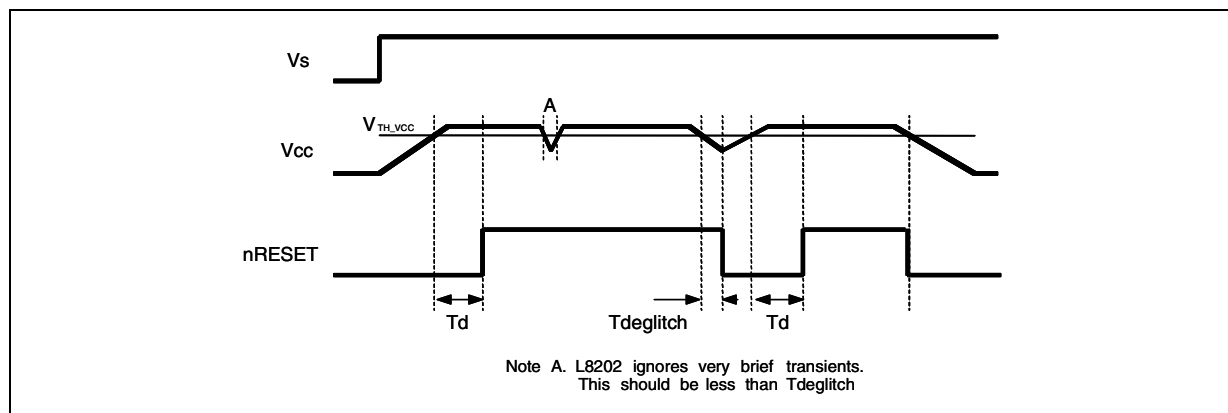 Vs
A
VTH_VCC
Vcc
nRESET
Td
Tdeglitch
Td
Note A. L8202 ignores very brief transients.
This should be less than Tdeglitch